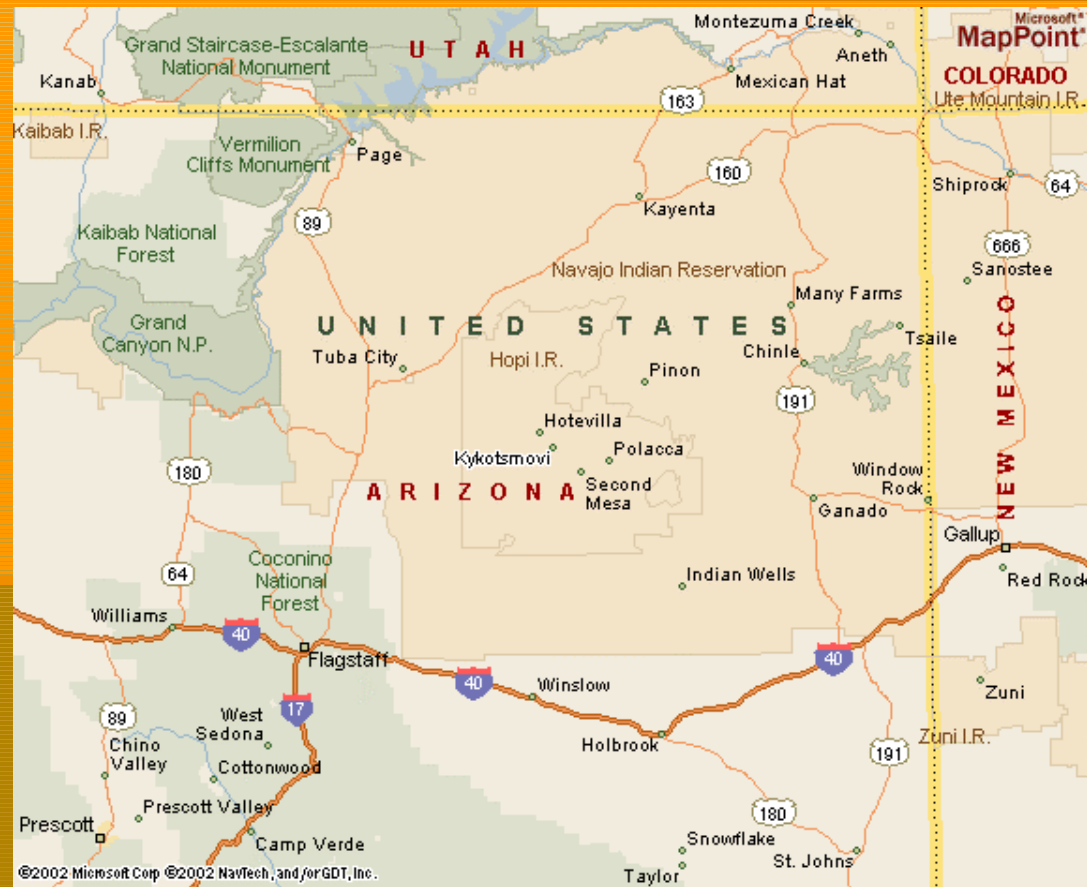 Montezuma Creek
Microsoft®
MapPoint®
Grand Staircase-Escalante
National Monument
UTAH
Aneth
Kanab
Mexican Hat
COLORADO
163
Ute Mountain I.R.
Kaibab I.R.
Vermilion
Cliffs Monument
Page
160
Shiprock
64
89
Kayenta
Kaibab National
Forest
666
Navajo Indian Reservation
Sanostee
Many Farms
Grand
Canyon N.P.
UNITED STATES
Tsaile
Tuba City
Hopi I.R.
Chinle
Pinon
NEW MEXICO
191
Hotevilla
Kykotsmovi
Polacca
180
Window
Rock
ARIZONA
Second
Mesa
Ganado
Gallup
Coconino
National
Forest
64
Indian Wells
Red Rock
Williams
40
Flagstaff
40
40
Winslow
Zuni
17
89
West
Sedona
Holbrook
Zuni I.R.
Chino
Valley
191
Cottonwood
Prescott Valley
180
Prescott
Camp Verde
Snowflake
St. Johns
Taylor
©2002 Microsoft Corp ©2002 NavTech, and/or GDT, Inc.